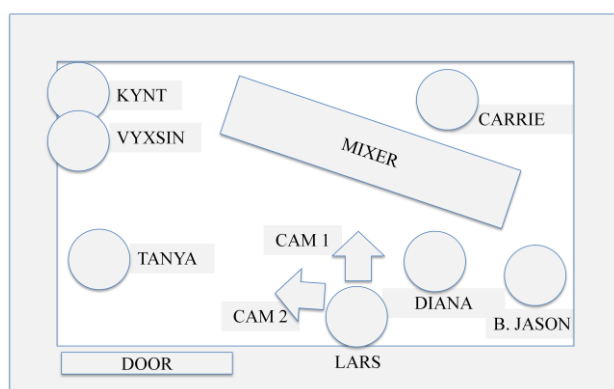 KYNT
CARRIE
VYXSIN
MIXER
TANYA
CAM 1
CAM 2
DIANA
B. JASON
DOOR
LARS